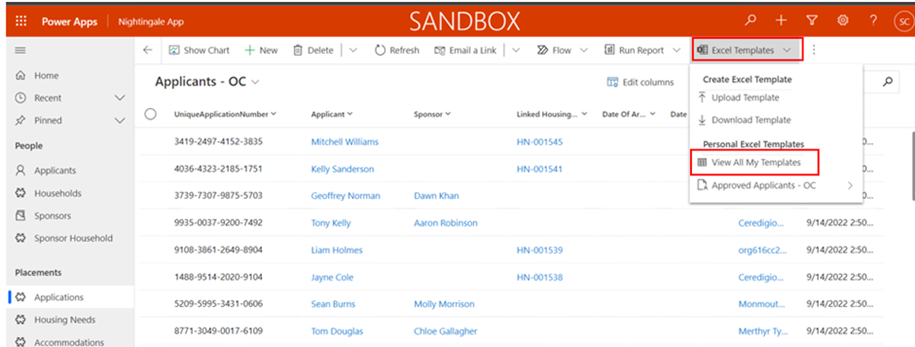 Power Apps Nightingale App SANDBOX ? SC
Show Chart New Delete Refresh Email a Link Flow Run Report Excel Templates
Home
Recent
Pinned
People
Applicants
Households
Sponsors
Sponsor Household
Placements
Applications
Housing Needs
Accommodations
Applicants - OC Edit columns
UniqueApplicationNumber Applicant Sponsor Linked Housing... Date Of Ar... Date
3419-2497-4152-3835 Mitchell Williams HN-001545
4036-4323-2185-1751 Kelly Sanderson HN-001541
3739-7307-9875-5703 Geoffrey Norman Dawn Khan
9935-0037-9200-7492 Tony Kelly Aaron Robinson Ceredigio... 9/14/2022 2:50...
9108-3861-2649-8904 Liam Holmes HN-001539 org616cc2... 9/14/2022 2:50...
1488-9514-2020-9104 Jayne Cole HN-001538 Ceredigio... 9/14/2022 2:50...
5209-5995-3431-0606 Sean Burns Molly Morrison Monmout... 9/14/2022 2:50...
8771-3049-0017-6109 Tom Douglas Chloe Gallagher Merthyr Ty... 9/14/2022 2:50...
Create Excel Template
Upload Template
Download Template
Personal Excel Templates
View All My Templates
Approved Applicants - OC